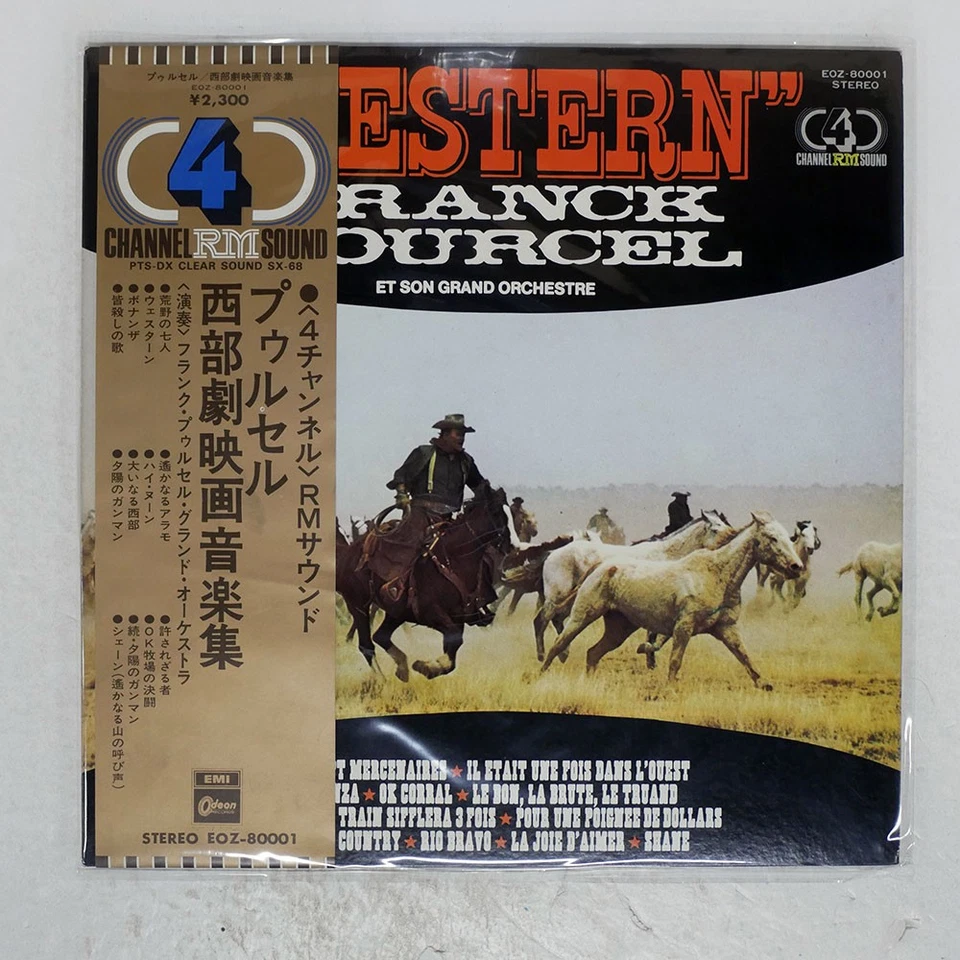 プゥルセル/西部劇映画音楽集
EOZ-80001
¥2,300
4
CHANNEL RM SOUND
PTS-DX CLEAR SOUND SX-68
●〈4チャンネル〉RMサウンド
プゥルセル
西部劇映画音楽集
〈演奏〉フランク・プゥルセル・グランド・オーケストラ
●荒野の七人
●ウェスターン
●ボナンザ
●皆殺しの歌
●遙かなるアラモ
●ハイ・ヌーン
●大いなる西部
●夕陽のガンマン
●許されざる者
●OK牧場の決闘
●続・夕陽のガンマン
●シェーン(遙かなる山の呼び声)
EMI
Odeon
RECORDS
STEREO EOZ-80001
ESTERN”
RANCK
OURCEL
ET SON GRAND ORCHESTRE
EOZ-80001
STEREO
4
CHANNEL RM SOUND
T MERCENAIRES ★ IL ETAIT UNE FOIS DANS L'OUEST
NZA ★ OK CORRAL ★ LE BON, LA BRUTE, LE TRUAND
TRAIN SIFFLERA 3 FOIS ★ POUR UNE POIGNEE DE DOLLARS
COUNTRY ★ RIO BRAVO ★ LA JOIE D'AIMER ★ SHANE